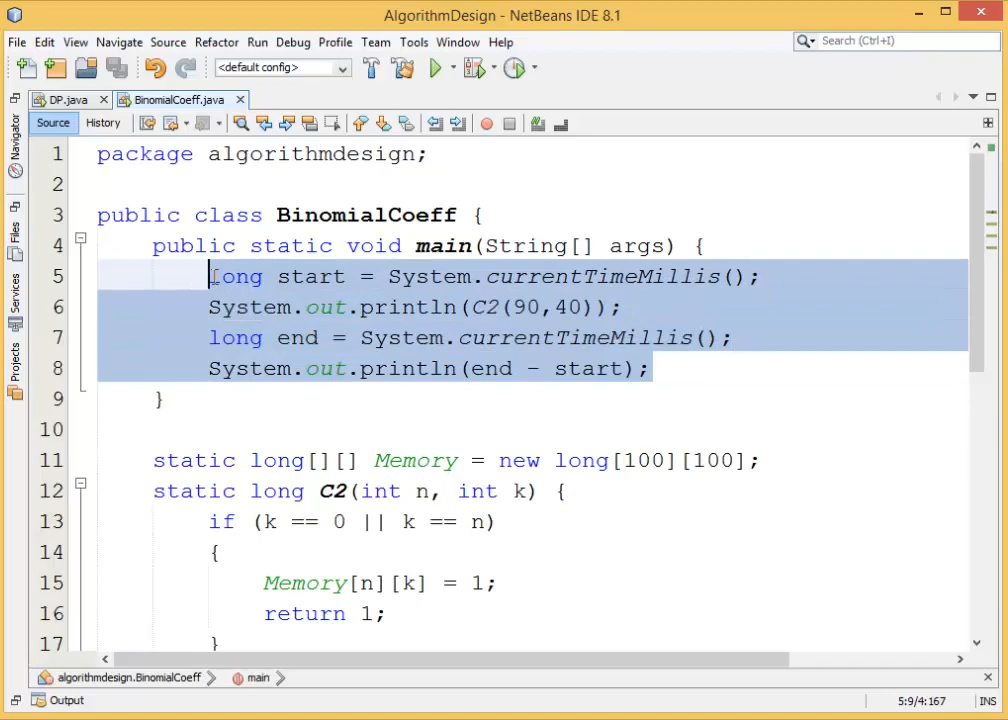 AlgorithmDesign - NetBeans IDE 8.1
File Edit View Navigate Source Refactor Run Debug Profile Team Tools Window Help
Search (Ctrl+I)
<default config>
DP.java BinomialCoeff.java
Source History
Navigator
Files
Services
Projects
1 package algorithmdesign;
2
3 public class BinomialCoeff {
4 public static void main(String[] args) {
5 long start = System.currentTimeMillis();
6 System.out.println(C2(90,40));
7 long end = System.currentTimeMillis();
8 System.out.println(end - start);
9 }
10
11 static long[][] Memory = new long[100][100];
12 static long C2(int n, int k) {
13 if (k == 0 || k == n)
14 {
15 Memory[n][k] = 1;
16 return 1;
17 }
algorithmdesign.BinomialCoeff main
Output
5:9/4:167 INS